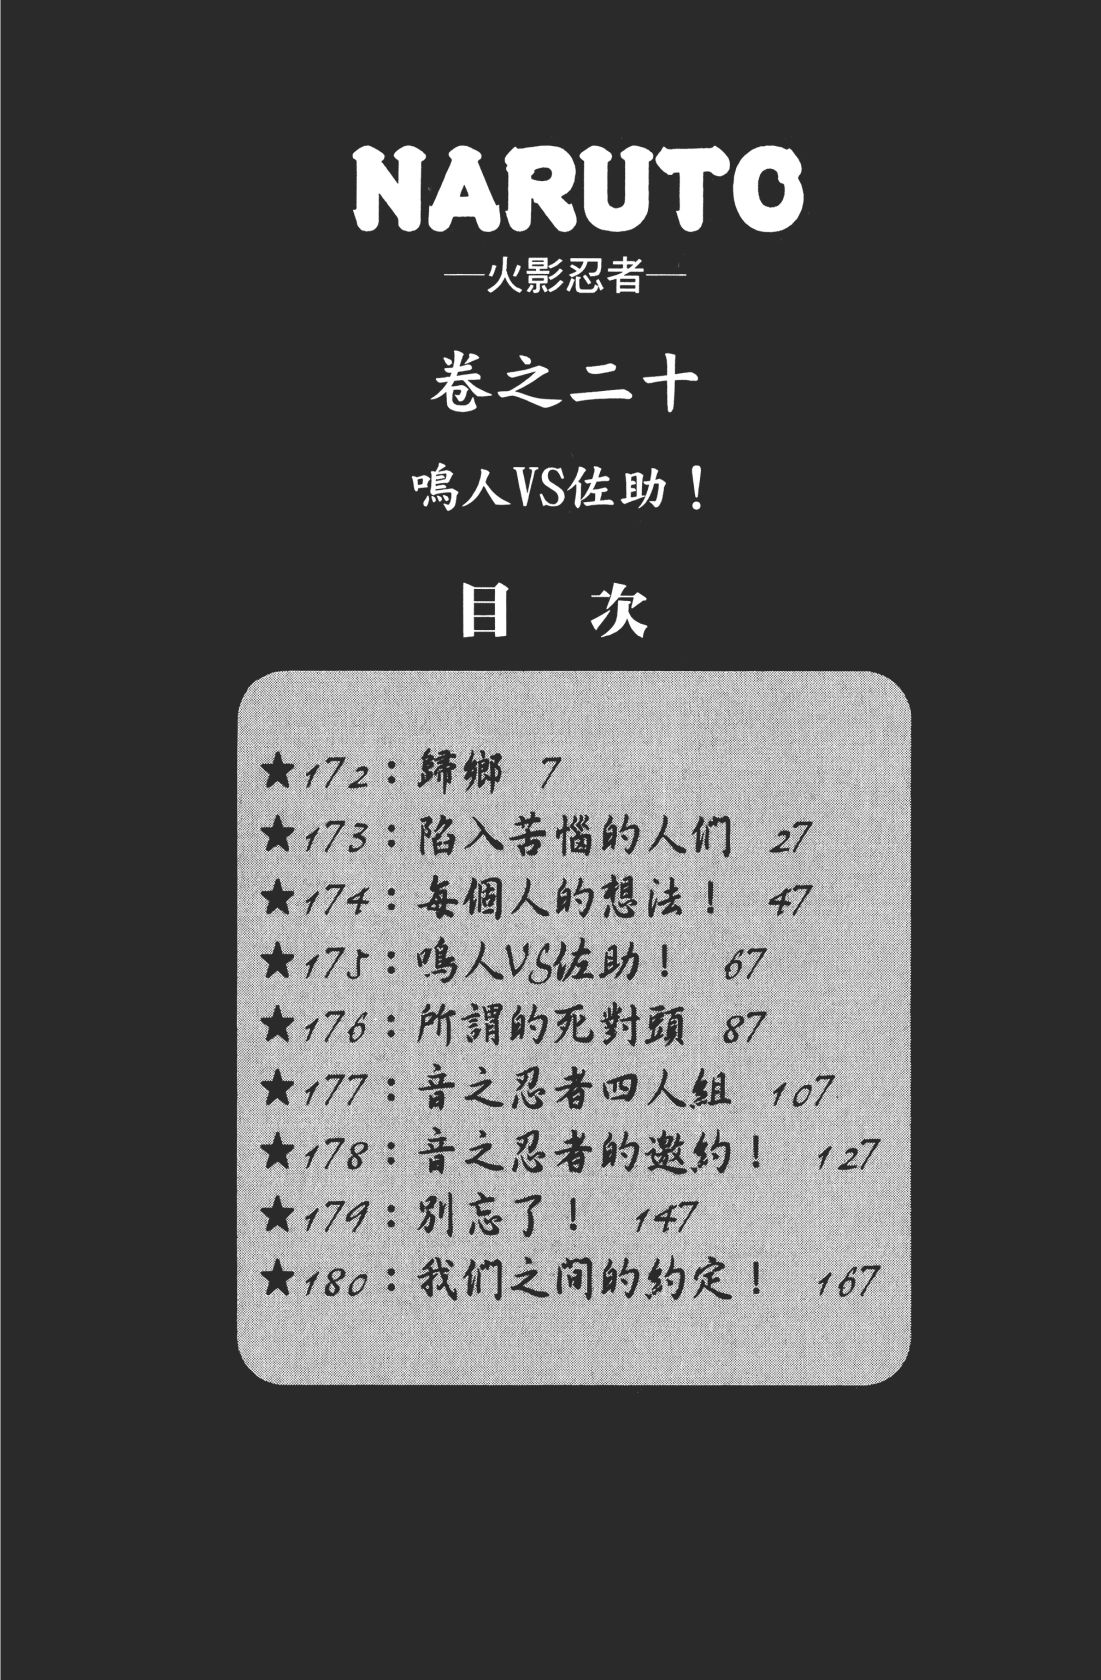 NARUTO
—火影忍者—
卷之二十
鳴人VS佐助！
目 次
★172：歸鄉 7
★173：陷入苦惱的人們 27
★174：每個人的想法！ 47
★175：鳴人VS佐助！ 67
★176：所謂的死對頭 87
★177：音之忍者四人組 107
★178：音之忍者的邀約！ 127
★179：別忘了！ 147
★180：我們之間的約定！ 167